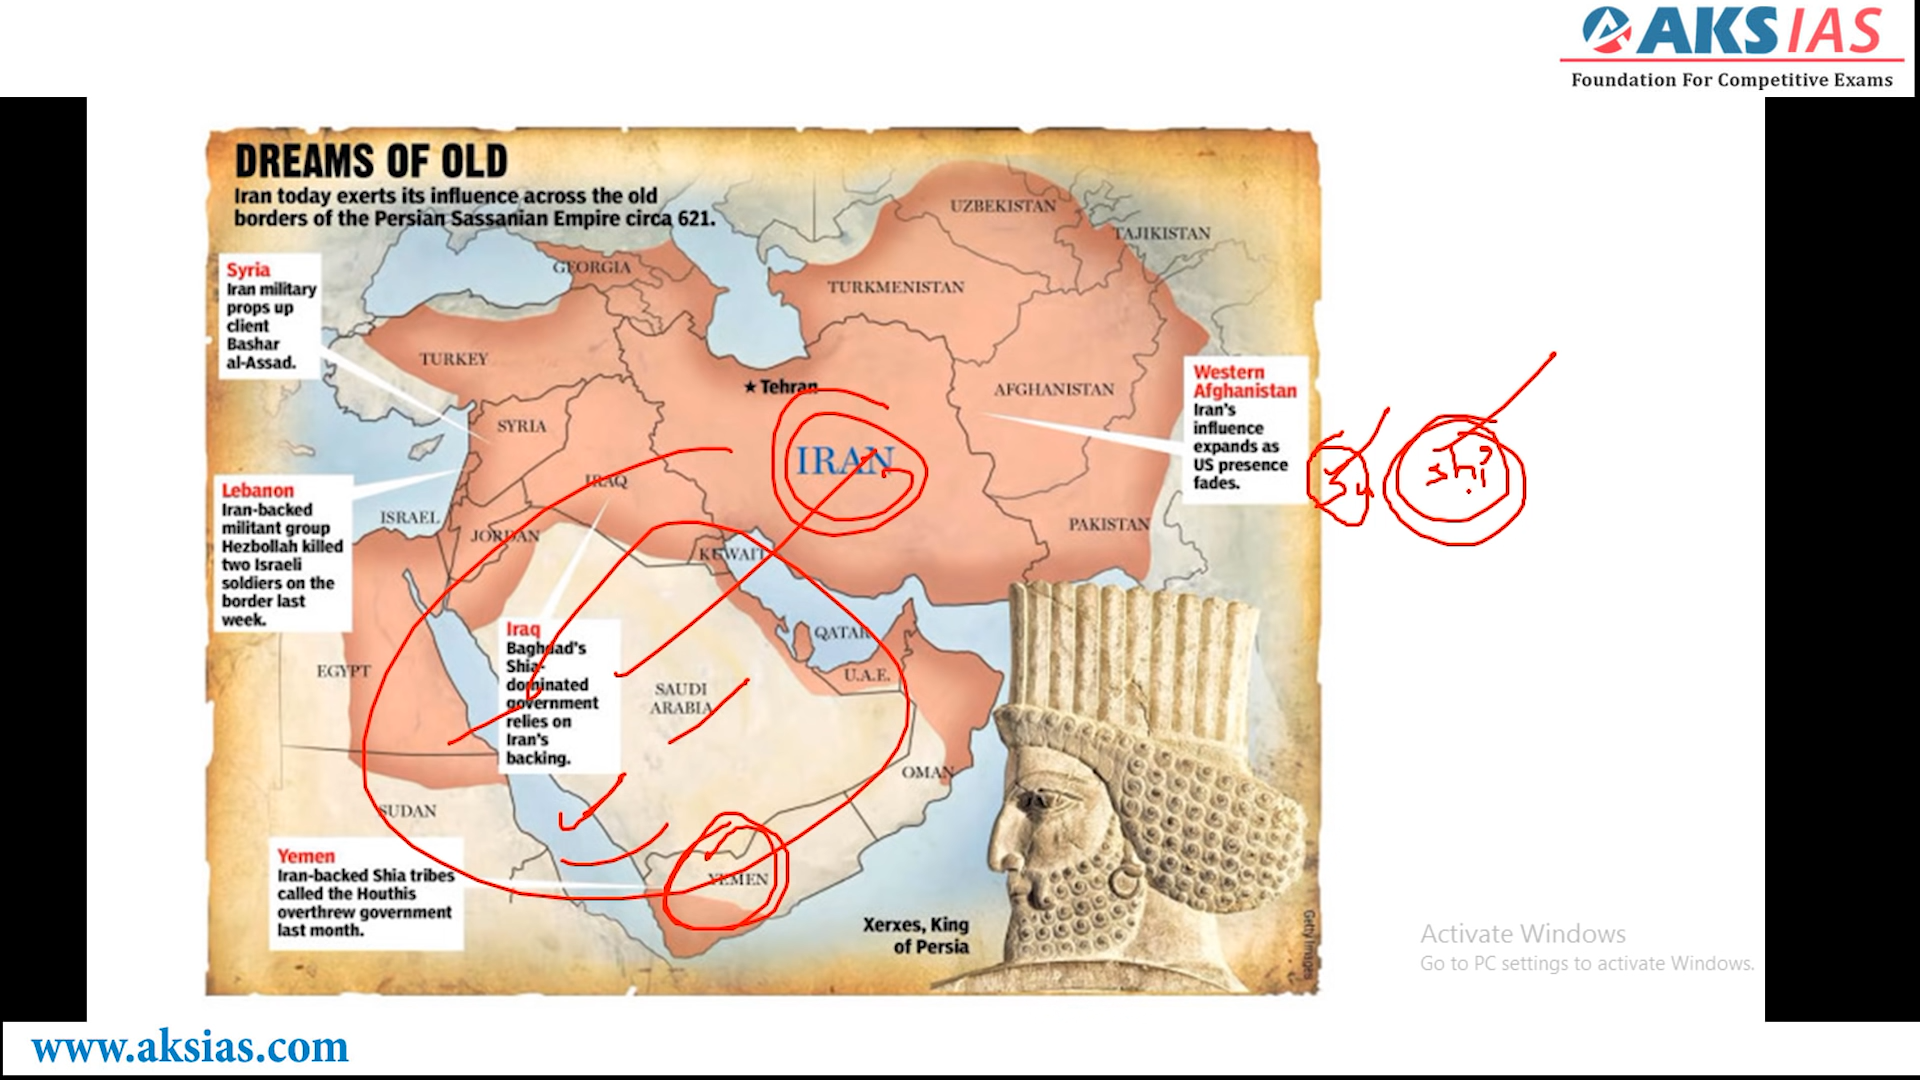 AKS IAS
Foundation For Competitive Exams
DREAMS OF OLD
Iran today exerts its influence across the old
borders of the Persian Sassanian Empire circa 621.
UZBEKISTAN
TAJIKISTAN
GEORGIA
TURKMENISTAN
Syria
Iran military
props up
client
Bashar
al-Assad.
TURKEY
★ Tehran
AFGHANISTAN
Western
Afghanistan
Iran's
influence
expands as
US presence
fades.
SYRIA
IRAN
IRAQ
Su
shi
Lebanon
Iran-backed
militant group
Hezbollah killed
two Israeli
soldiers on the
border last
week.
ISRAEL
JORDAN
KUWAIT
PAKISTAN
Iraq
Baghdad's
Shia-
dominated
government
relies on
Iran's
backing.
QATAR
EGYPT
U.A.E.
SAUDI
ARABIA
OMAN
SUDAN
Yemen
Iran-backed Shia tribes
called the Houthis
overthrew government
last month.
YEMEN
Xerxes, King
of Persia
Getty Images
Activate Windows
Go to PC settings to activate Windows.
www.aksias.com